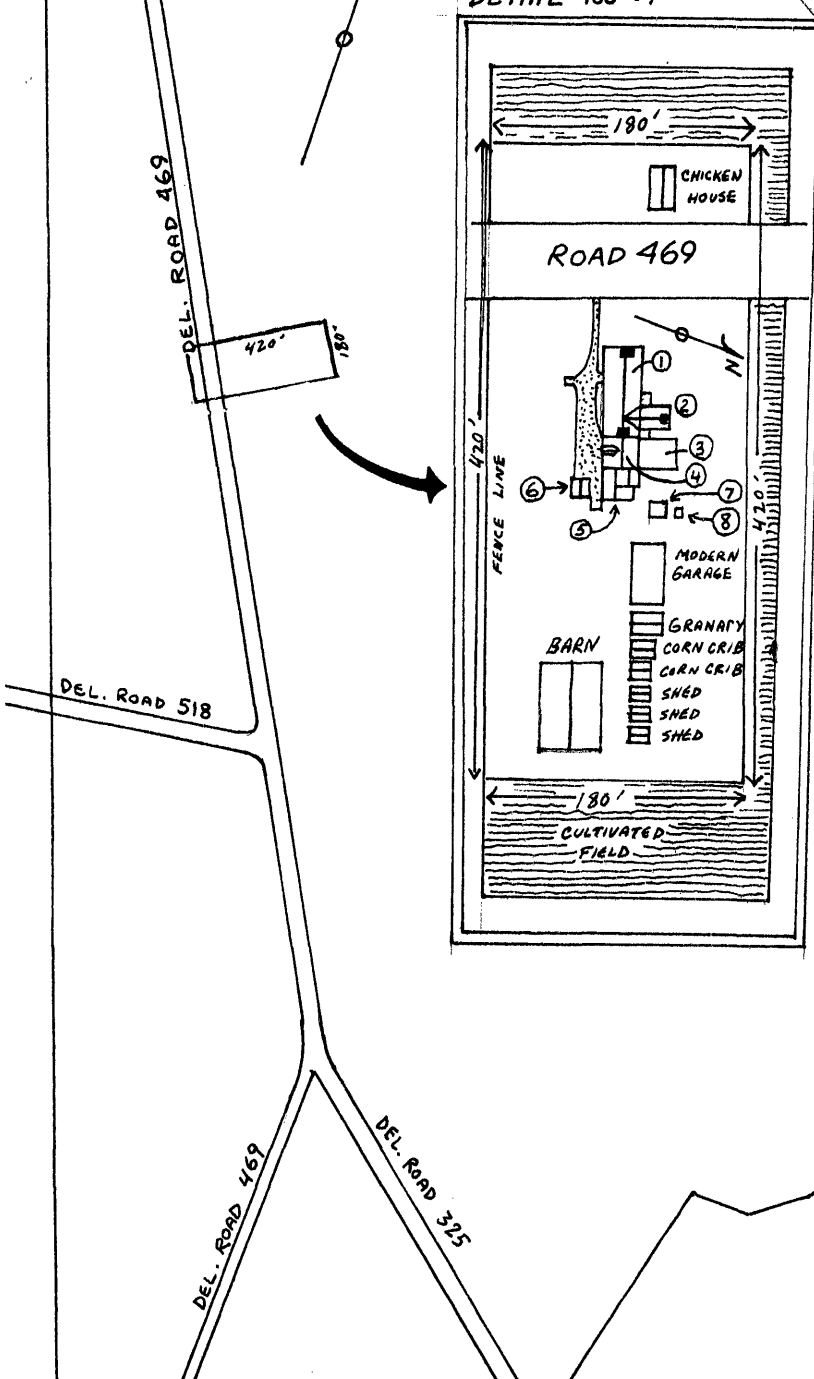 180'
CHICKEN
HOUSE
ROAD 469
N
1
2
3
4
5
6
7
8
420'
FENCE LINE
420'
MODERN
GARAGE
GRANARY
CORN CRIB
CORN CRIB
SHED
SHED
SHED
BARN
180'
CULTIVATED
FIELD
DEL. ROAD 469
420'
180'
DEL. ROAD 518
DEL. ROAD 469
DEL. ROAD 325